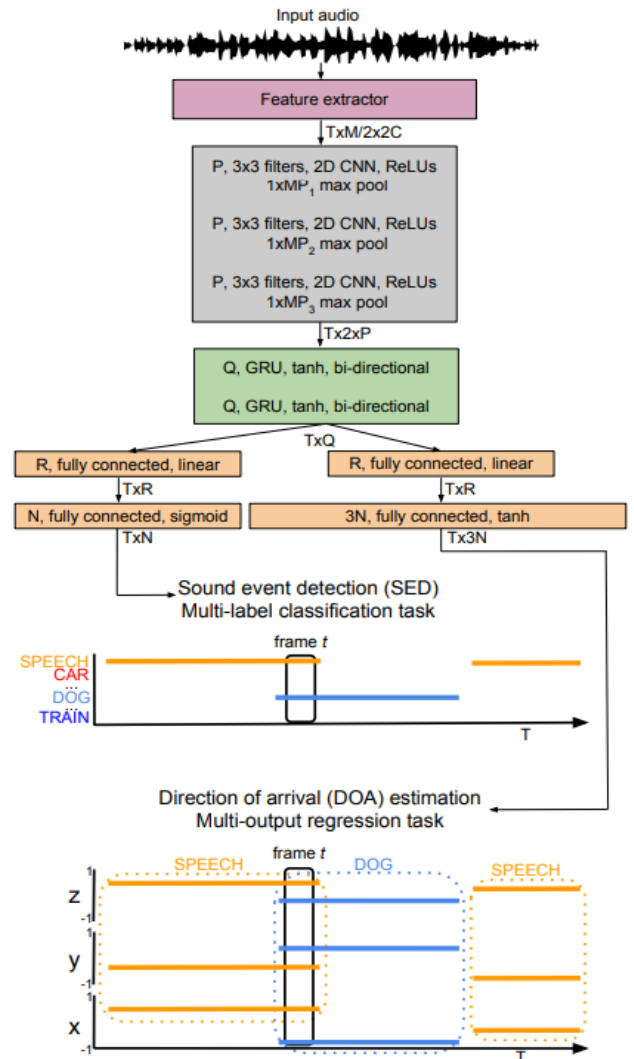 Input audio
Feature extractor
TxM/2x2C
P, 3x3 filters, 2D CNN, ReLUs
1xMP1 max pool
P, 3x3 filters, 2D CNN, ReLUs
1xMP2 max pool
P, 3x3 filters, 2D CNN, ReLUs
1xMP3 max pool
Tx2xP
Q, GRU, tanh, bi-directional
Q, GRU, tanh, bi-directional
TxQ
R, fully connected, linear
R, fully connected, linear
TxR
TxR
N, fully connected, sigmoid
3N, fully connected, tanh
TxN
Tx3N
Sound event detection (SED)
Multi-label classification task
frame t
SPEECH
CAR
...
DOG
...
TRAIN
T
Direction of arrival (DOA) estimation
Multi-output regression task
frame t
SPEECH
DOG
SPEECH
1
z
-1
1
y
-1
1
x
-1
T